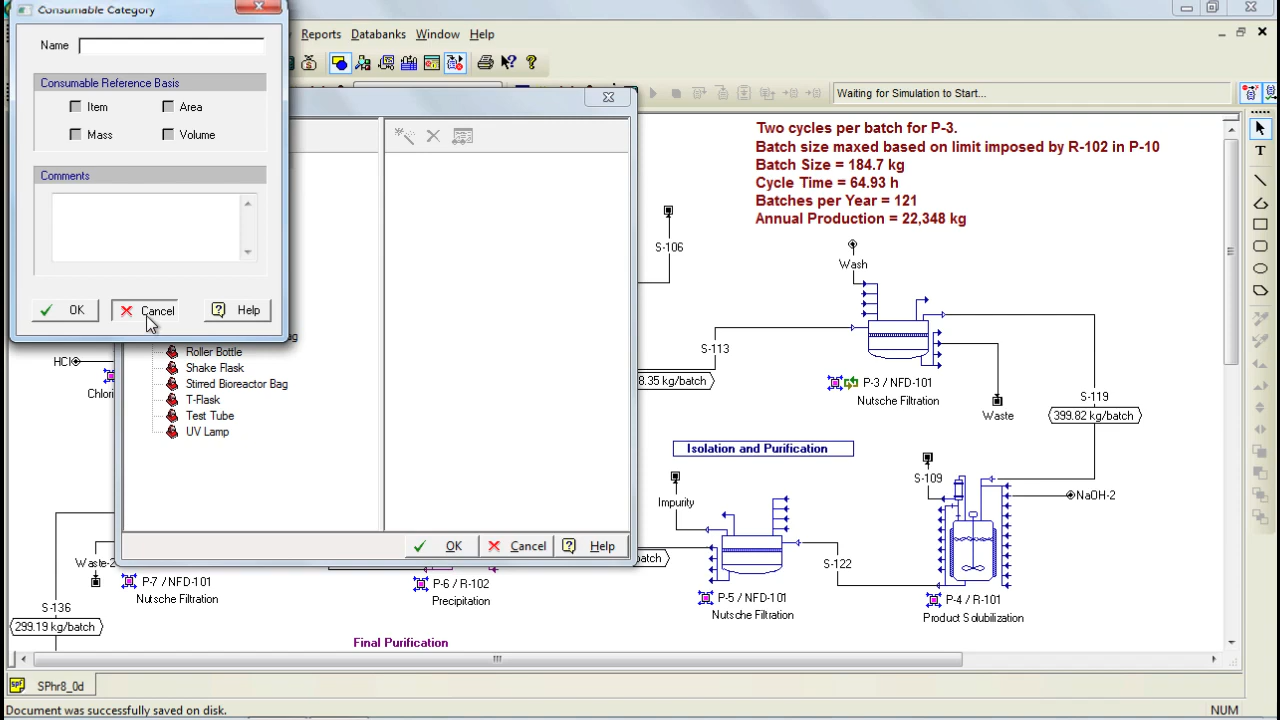 Consumable Category
Reports Databanks Window Help
Name
Waiting for Simulation to Start...
Consumable Reference Basis
Item Area
Mass Volume
Comments
OK Cancel Help
Two cycles per batch for P-3.
Batch size maxed based on limit imposed by R-102 in P-10
Batch Size = 184.7 kg
Cycle Time = 64.93 h
Batches per Year = 121
Annual Production = 22,348 kg
S-106
Wash
S-113
HCl
8.35 kg/batch
P-3 / NFD-101
Nutsche Filtration
Waste
S-119
399.82 kg/batch
Roller Bottle
Shake Flask
Stirred Bioreactor Bag
T-Flask
Test Tube
UV Lamp
Isolation and Purification
S-109
Impurity
NaOH-2
OK Cancel Help
S-122
Waste-2
P-7 / NFD-101
Nutsche Filtration
P-6 / R-102
Precipitation
P-5 / NFD-101
Nutsche Filtration
P-4 / R-101
Product Solubilization
S-136
299.19 kg/batch
Final Purification
SPhr8_0d
Document was successfully saved on disk.
NUM